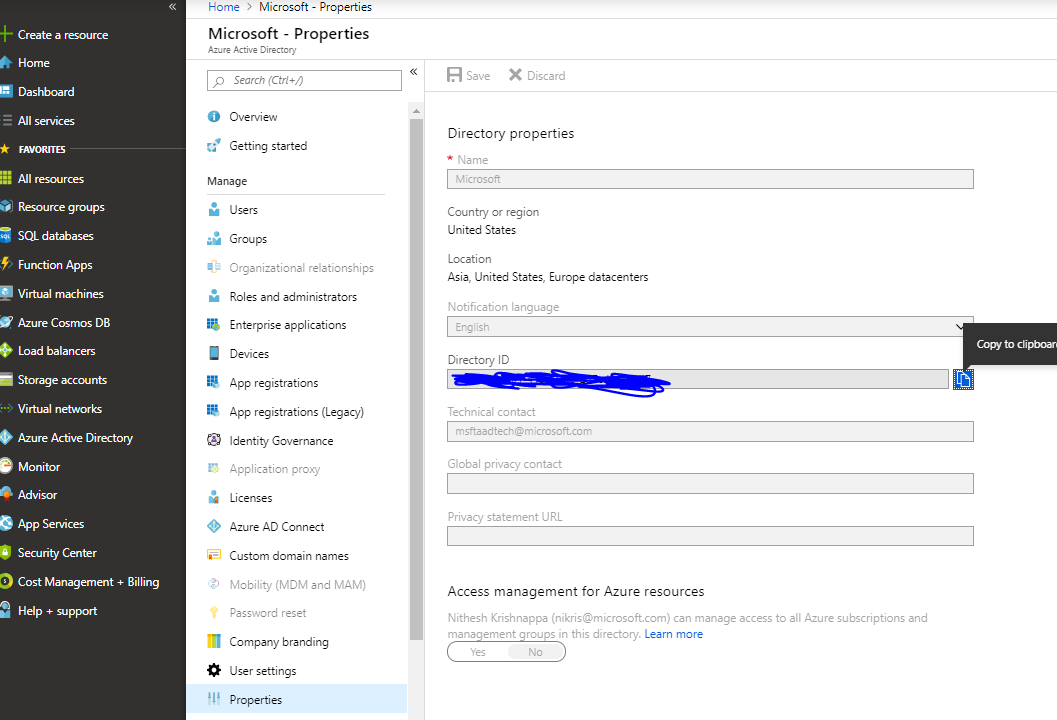 «
Create a resource
Home
Dashboard
All services
FAVORITES
All resources
Resource groups
SQL databases
Function Apps
Virtual machines
Azure Cosmos DB
Load balancers
Storage accounts
Virtual networks
Azure Active Directory
Monitor
Advisor
App Services
Security Center
Cost Management + Billing
Help + support
Home > Microsoft - Properties
Microsoft - Properties
Azure Active Directory
Search (Ctrl+/)
«
Overview
Getting started
Manage
Users
Groups
Organizational relationships
Roles and administrators
Enterprise applications
Devices
App registrations
App registrations (Legacy)
Identity Governance
Application proxy
Licenses
Azure AD Connect
Custom domain names
Mobility (MDM and MAM)
Password reset
Company branding
User settings
Properties
Save Discard
Directory properties
* Name
Microsoft
Country or region
United States
Location
Asia, United States, Europe datacenters
Notification language
English
Directory ID
Copy to clipboar
Technical contact
msftaadtech@microsoft.com
Global privacy contact
Privacy statement URL
Access management for Azure resources
Nithesh Krishnappa (nikris@microsoft.com) can manage access to all Azure subscriptions and
management groups in this directory. Learn more
Yes No